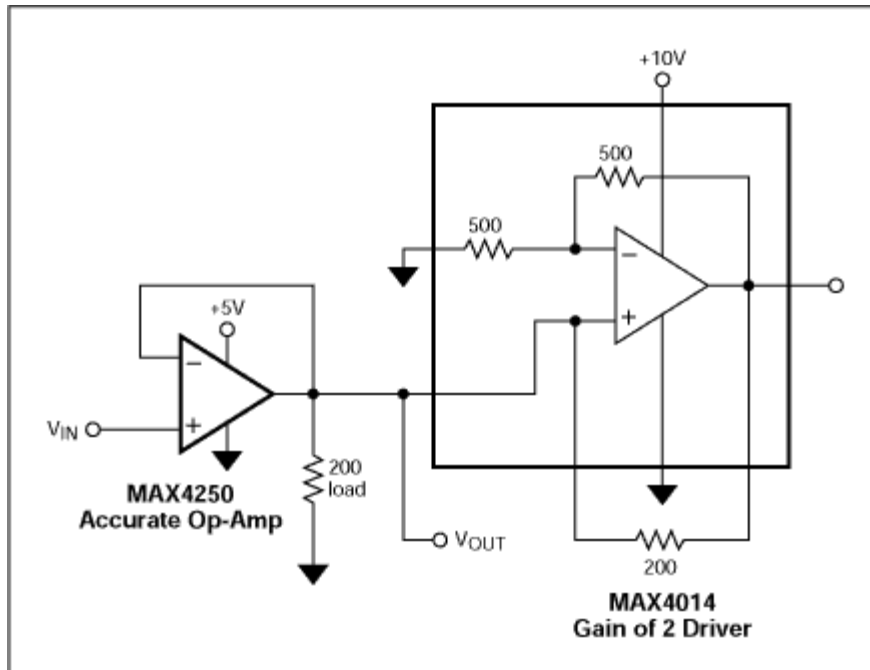 +10V
500
500
−
+
+5V
−
+
VIN
200
load
MAX4250
Accurate Op-Amp
VOUT
200
MAX4014
Gain of 2 Driver